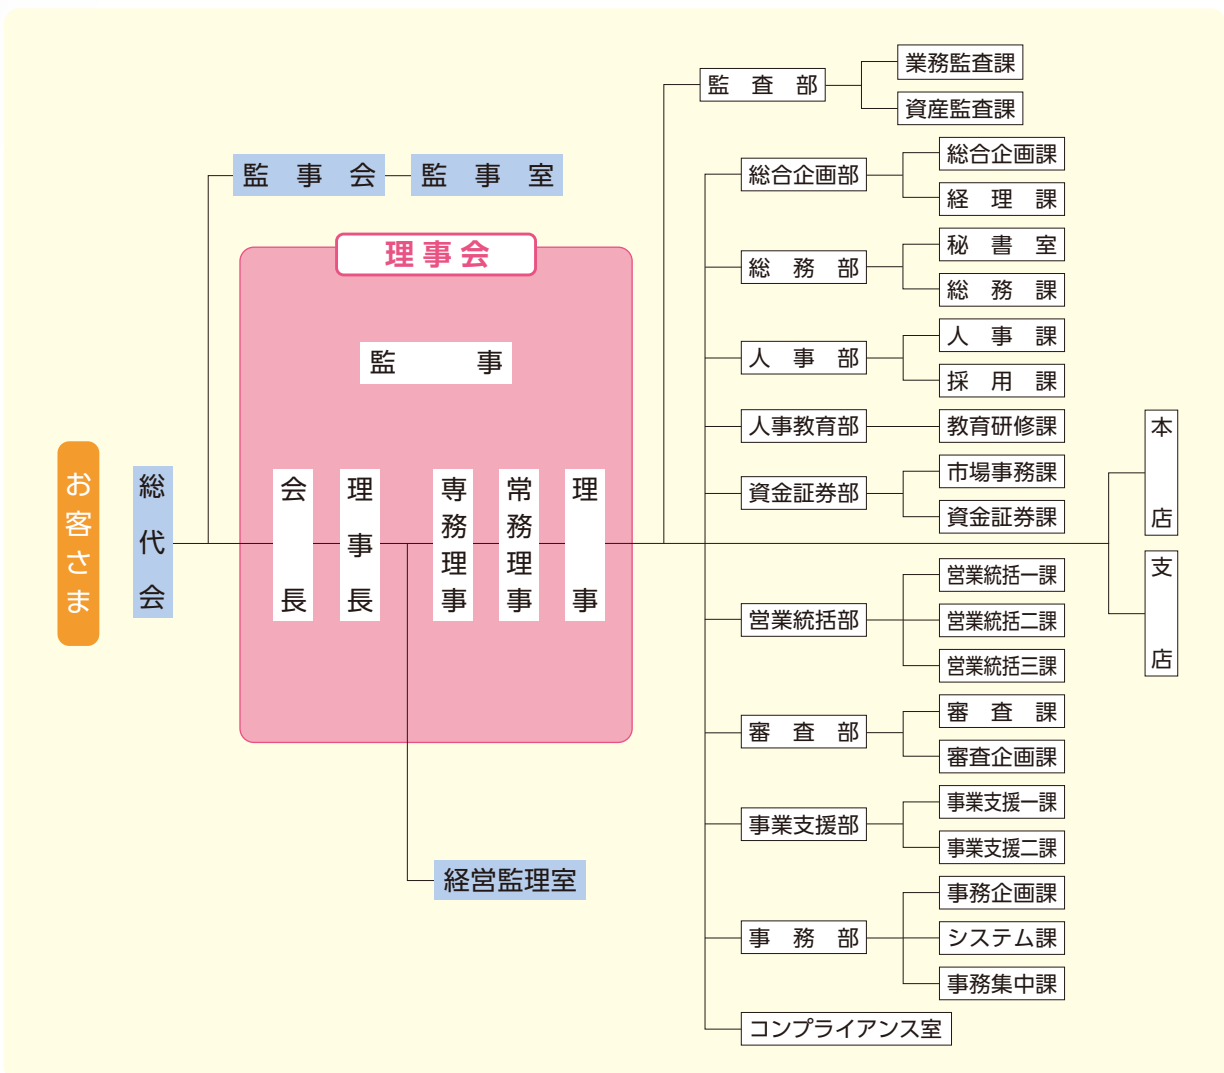 お客さま
総代会
監事会
監事室
理事会
監事
会長
理事長
専務理事
常務理事
理事
経営監理室
監査部
業務監査課
資産監査課
総合企画部
総合企画課
経理課
総務部
秘書室
総務課
人事部
人事課
採用課
人事教育部
教育研修課
資金証券部
市場事務課
資金証券課
営業統括部
営業統括一課
営業統括二課
営業統括三課
審査部
審査課
審査企画課
事業支援部
事業支援一課
事業支援二課
事務部
事務企画課
システム課
事務集中課
コンプライアンス室
本店
支店